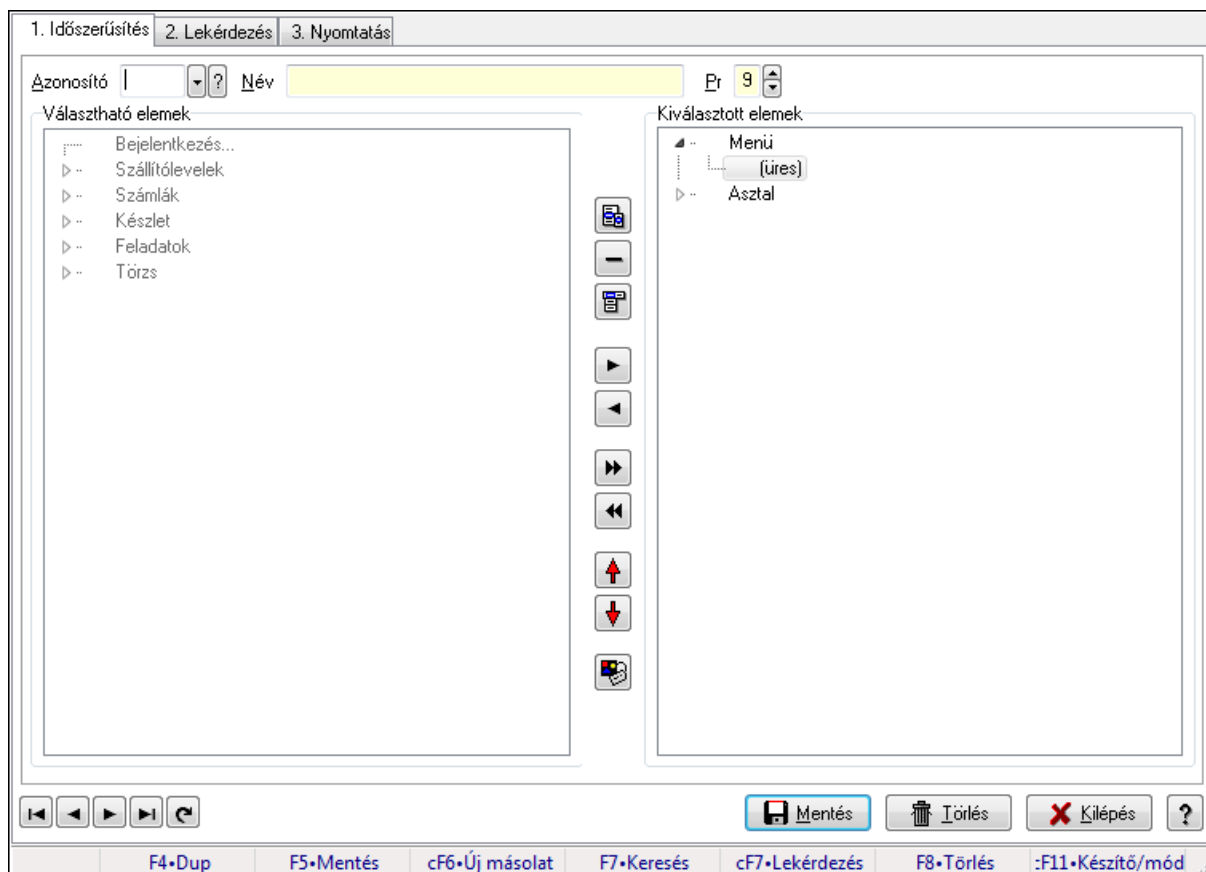 1. Időszerűsítés 2. Lekérdezés 3. Nyomtatás
Azonosító ? Név Pr 9
Választható elemek
Bejelentkezés...
Szállítólevelek
Számlák
Készlet
Feladatok
Törzs
Kiválasztott elemek
Menü
(üres)
Asztal
Mentés Törlés Kilépés ?
F4•Dup F5•Mentés cF6•Új másolat F7•Keresés cF7•Lekérdezés F8•Törlés :F11•Készítő/mód